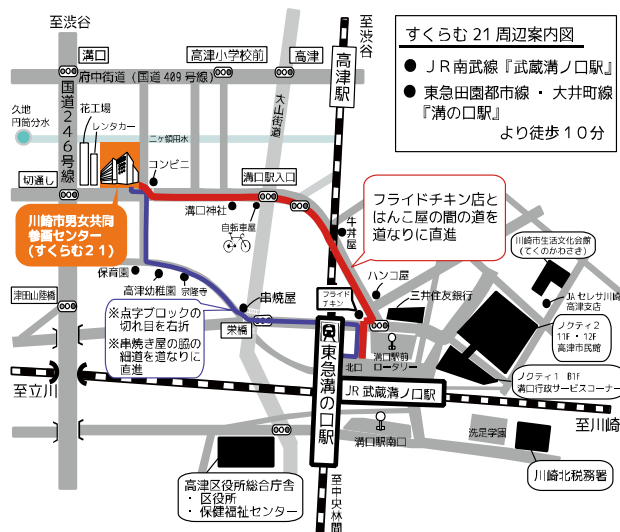 至渋谷
至渋谷
溝口
高津小学校前
高津
府中街道 (国道 409 号線)
高津駅
国道246号線
大山街道
久地
円筒分水
花工場
レンタカー
二ヶ領用水
コンビニ
切通し
溝口駅入口
溝口神社
自転車屋
牛丼屋
川崎市男女共同
参画センター
(すくらむ21)
すくらむ 21 周辺案内図
● JR南武線『武蔵溝ノ口駅』
● 東急田園都市線・大井町線
『溝の口駅』
より徒歩10分
フライドチキン店と
はんこ屋の間の道を
道なりに直進
川崎市生活文化会館
(てくのかわさき)
JAセレサ川崎
高津支店
保育園
高津幼稚園
宗隆寺
串焼屋
フライド
チキン
ハンコ屋
三井住友銀行
津田山陸橋
栄橋
※点字ブロックの
切れ目を右折
※串焼き屋の脇の
細道を道なりに
直進
ノクティ2
11F・12F
高津市民館
ノクティ1 B1F
溝口行政サービスコーナー
溝口駅前
ロータリー
北口
東急溝の口駅
JR 武蔵溝ノ口駅
至立川
至川崎
溝口駅南口
洗足学園
川崎北税務署
高津区役所総合庁舎
・区役所
・保健福祉センター
至中央林間